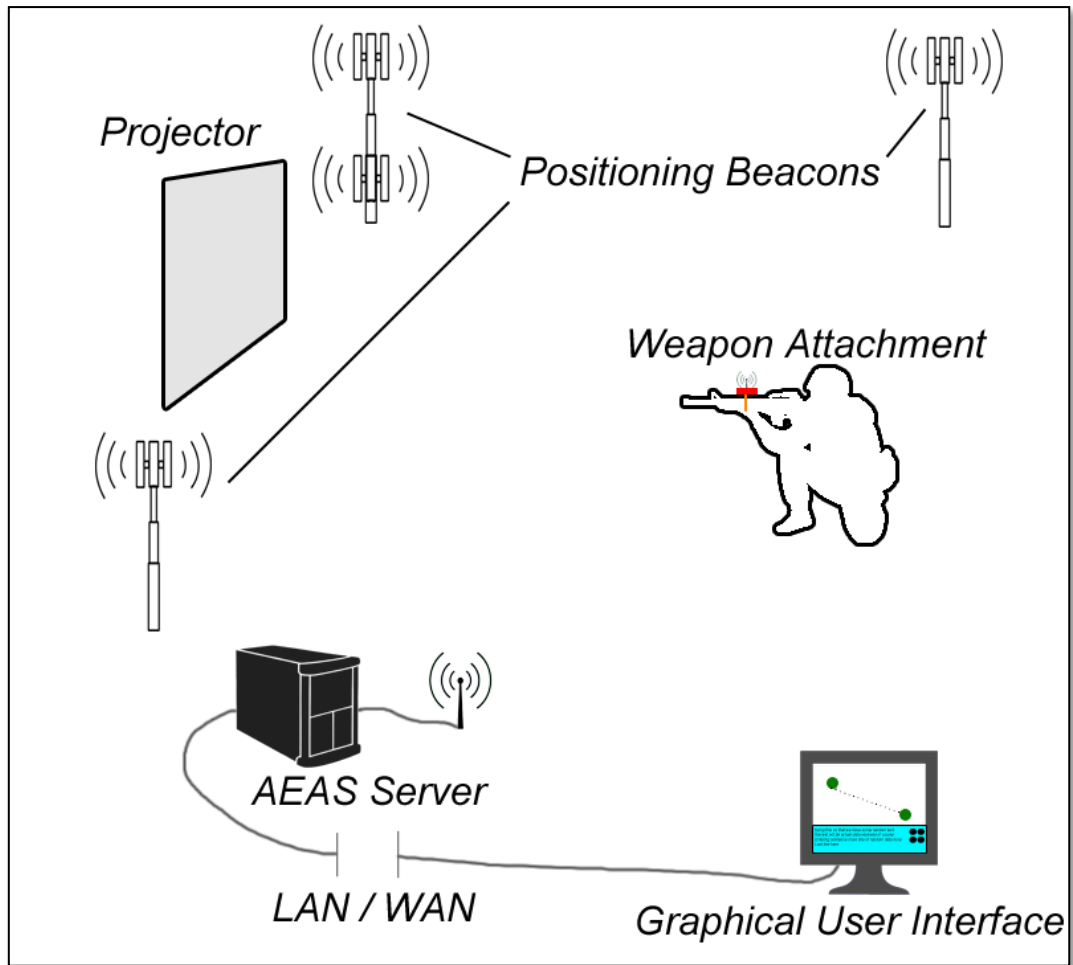 Projector
Positioning Beacons
Weapon Attachment
AEAS Server
LAN / WAN
Graphical User Interface